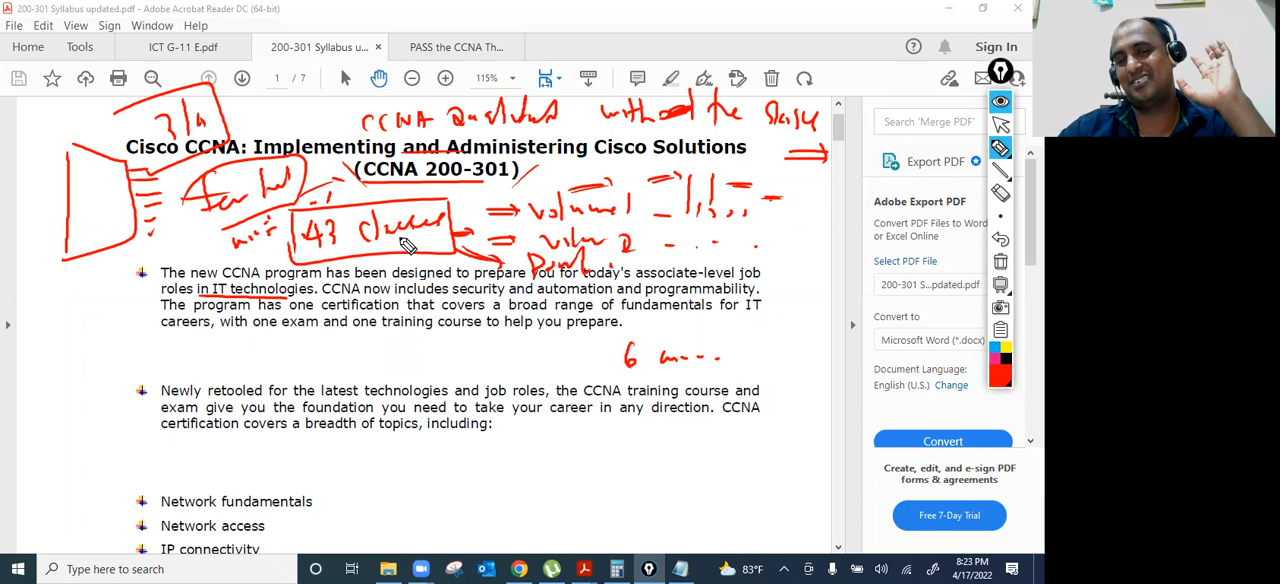 200-301 Syllabus updated.pdf - Adobe Acrobat Reader DC (64-bit)
File Edit View Sign Window Help
Home Tools ICT G-11 E.pdf 200-301 Syllabus u... × PASS the CCNA Th... Sign In
1 / 7 115%
CCNA without the
Cisco CCNA: Implementing and Administering Cisco Solutions
(CCNA 200-301)
volume 1
43 classes
The new CCNA program has been designed to prepare you for today's associate-level job
roles in IT technologies. CCNA now includes security and automation and programmability.
The program has one certification that covers a broad range of fundamentals for IT
careers, with one exam and one training course to help you prepare.
6 m....
Newly retooled for the latest technologies and job roles, the CCNA training course and
exam give you the foundation you need to take your career in any direction. CCNA
certification covers a breadth of topics, including:
Network fundamentals
Network access
IP connectivity
Search 'Merge PDF'
Export PDF
Adobe Export PDF
Convert PDF Files to Word
or Excel Online
Select PDF File
200-301 S...pdated.pdf
Convert to
Microsoft Word (*.docx)
Document Language:
English (U.S.) Change
Convert
Create, edit, and e-sign PDF
forms & agreements
Free 7-Day Trial
Type here to search
83°F
8:23 PM
4/17/2022